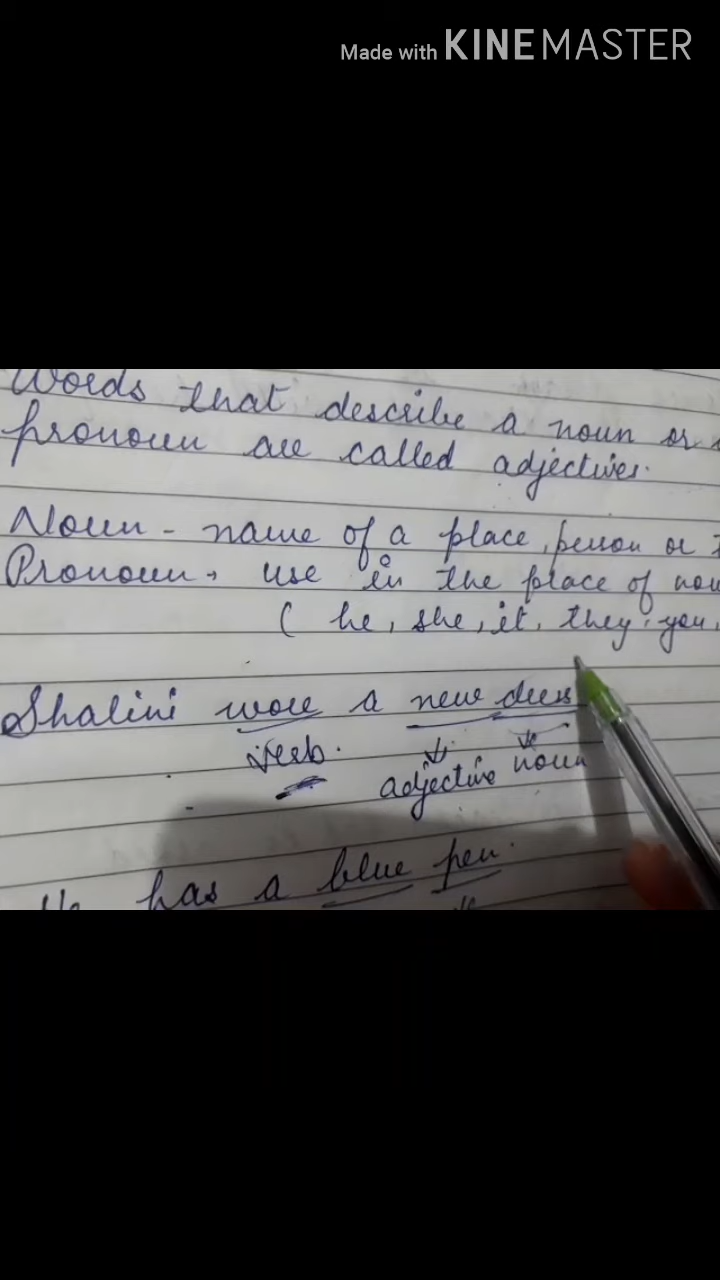 Made with KINEMASTER
Words that describe a noun or
pronoun are called adjectives.
Noun - name of a place, person or
Pronoun → use in the place of nou
( he, she, it, they, you,
Shalini wore a new dress
verb. adjective noun
has a blue pen.